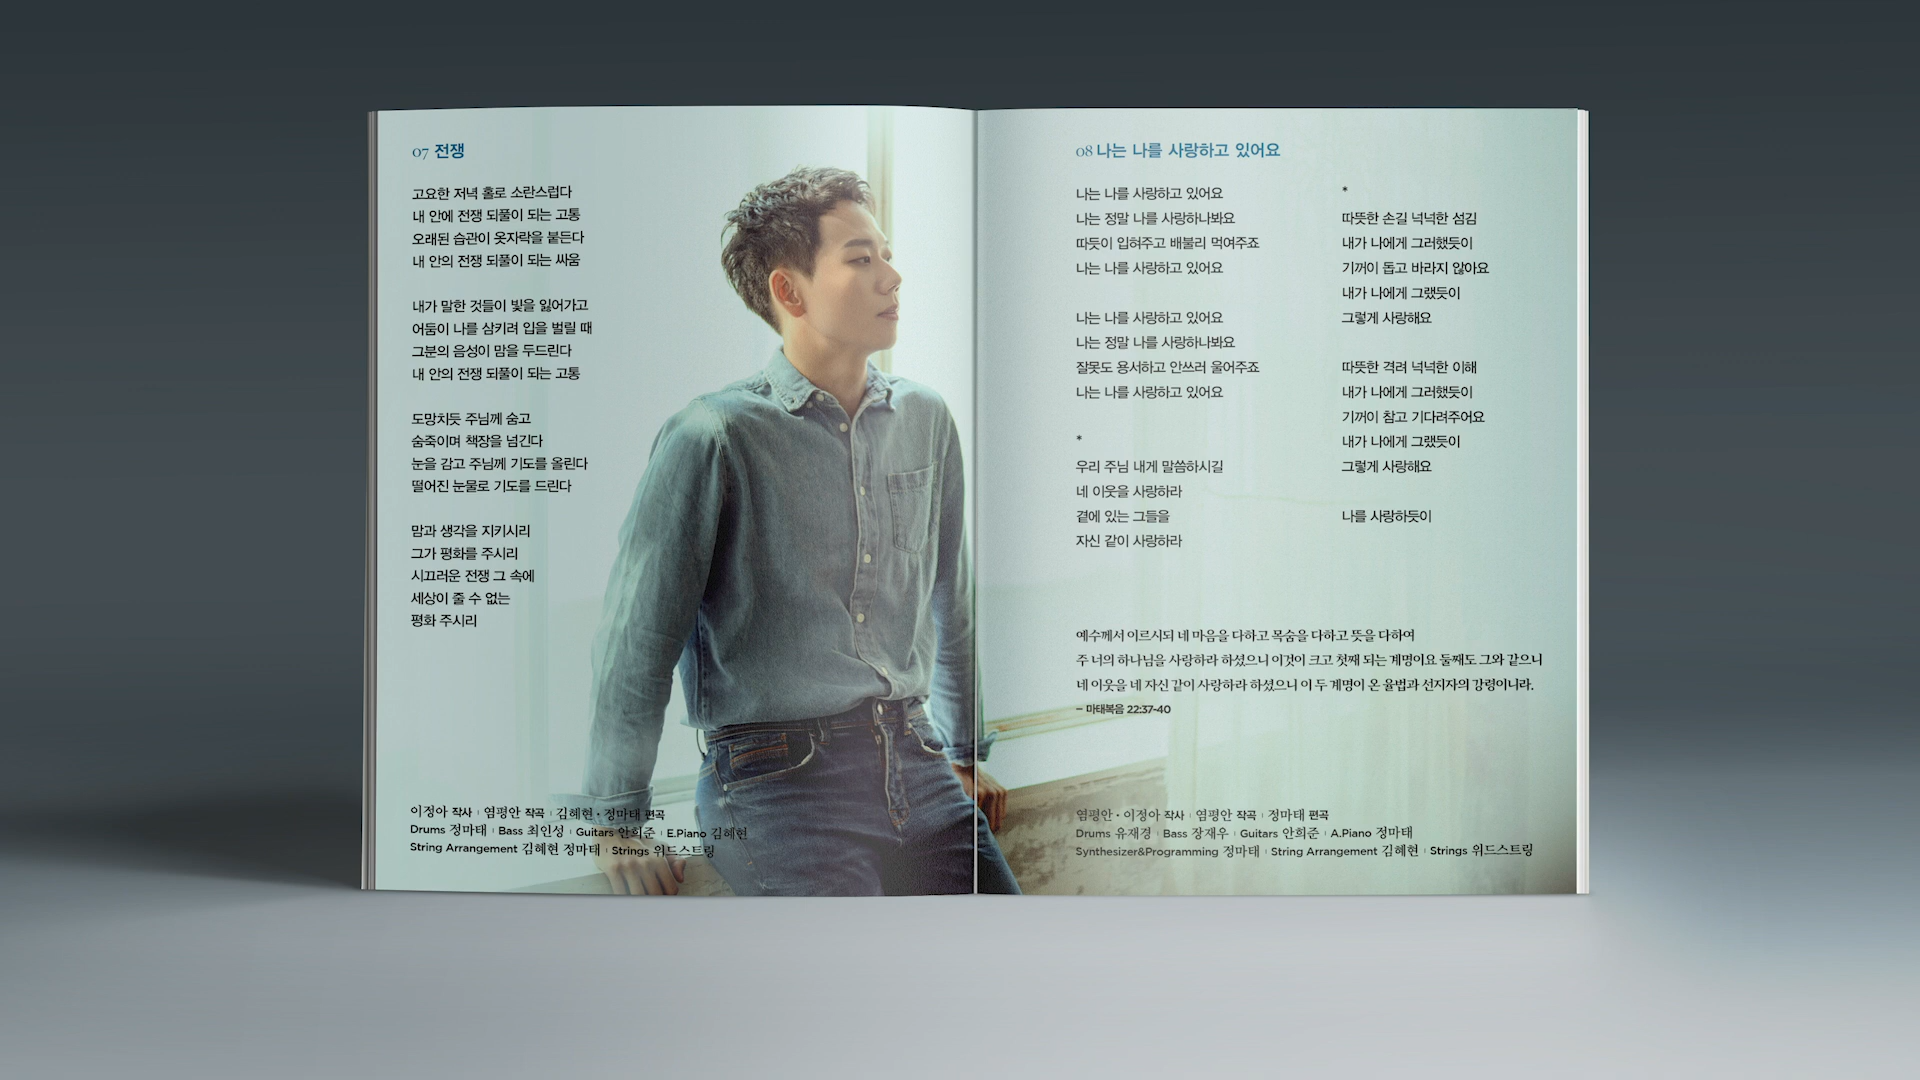 07 전쟁
고요한 저녁 홀로 소란스럽다
내 안에 전쟁 되풀이 되는 고통
오래된 습관이 옷자락을 붙든다
내 안의 전쟁 되풀이 되는 싸움
내가 말한 것들이 빛을 잃어가고
어둠이 나를 삼키려 입을 벌릴 때
그분의 음성이 맘을 두드린다
내 안의 전쟁 되풀이 되는 고통
도망치듯 주님께 숨고
숨죽이며 책장을 넘긴다
눈을 감고 주님께 기도를 올린다
떨어진 눈물로 기도를 드린다
맘과 생각을 지키시리
그가 평화를 주시리
시끄러운 전쟁 그 속에
세상이 줄 수 없는
평화 주시리
이정아 작사 | 염평안 작곡 | 김혜현 · 정마태 편곡
Drums 정마태 | Bass 최인성 | Guitars 안희준 | E.Piano 김혜현
String Arrangement 김혜현 정마태 | Strings 위드스트링
08 나는 나를 사랑하고 있어요
나는 나를 사랑하고 있어요
나는 정말 나를 사랑하나봐요
따듯이 입혀주고 배불리 먹여주죠
나는 나를 사랑하고 있어요
나는 나를 사랑하고 있어요
나는 정말 나를 사랑하나봐요
잘못도 용서하고 안쓰러 울어주죠
나는 나를 사랑하고 있어요
*
우리 주님 내게 말씀하시길
네 이웃을 사랑하라
곁에 있는 그들을
자신 같이 사랑하라
*
따뜻한 손길 넉넉한 섬김
내가 나에게 그러했듯이
기꺼이 돕고 바라지 않아요
내가 나에게 그랬듯이
그렇게 사랑해요
따뜻한 격려 넉넉한 이해
내가 나에게 그러했듯이
기꺼이 참고 기다려주어요
내가 나에게 그랬듯이
그렇게 사랑해요
나를 사랑하듯이
예수께서 이르시되 네 마음을 다하고 목숨을 다하고 뜻을 다하여
주 너의 하나님을 사랑하라 하셨으니 이것이 크고 첫째 되는 계명이요 둘째도 그와 같으니
네 이웃을 네 자신 같이 사랑하라 하셨으니 이 두 계명이 온 율법과 선지자의 강령이니라.
– 마태복음 22:37-40
염평안 · 이정아 작사 | 염평안 작곡 | 정마태 편곡
Drums 유재경 | Bass 장재우 | Guitars 안희준 | A.Piano 정마태
Synthesizer&Programming 정마태 | String Arrangement 김혜현 | Strings 위드스트링